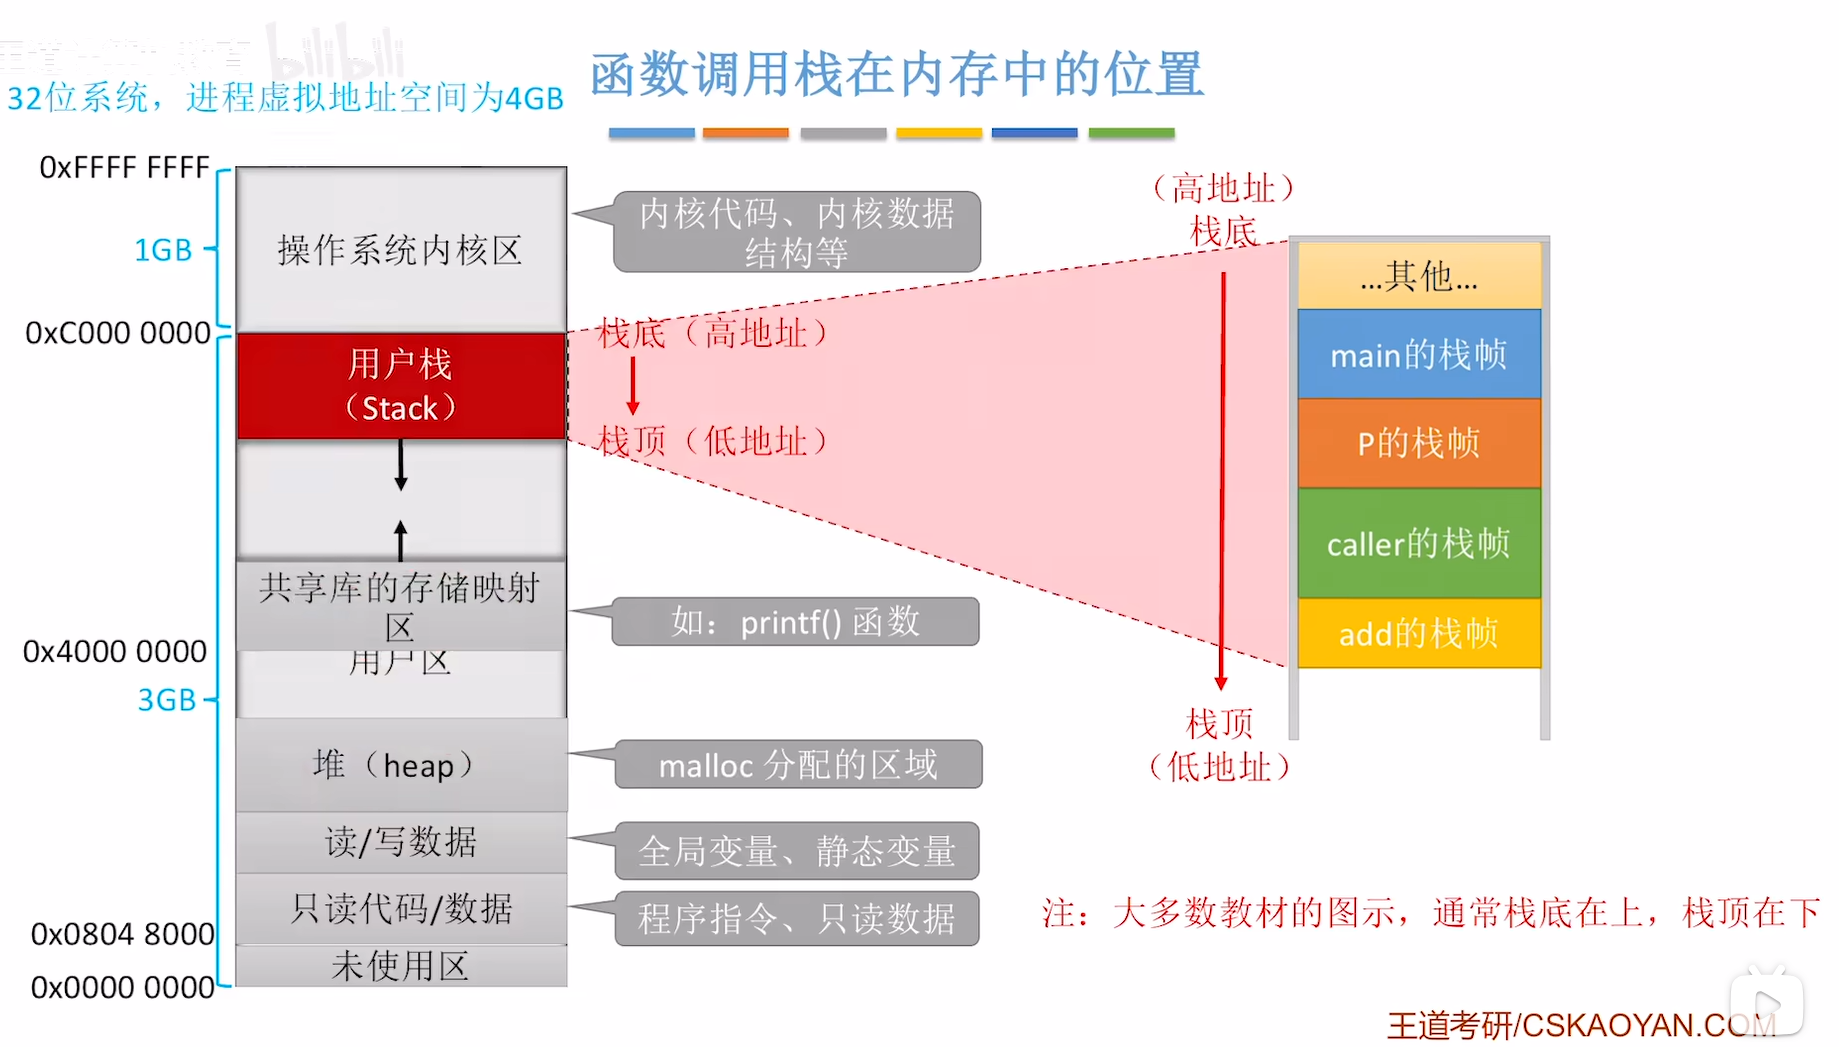 bilibili
函数调用栈在内存中的位置
32位系统，进程虚拟地址空间为4GB
0xFFFF FFFF
1GB
操作系统内核区
内核代码、内核数据
结构等
0xC000 0000
用户栈
（Stack）
栈底（高地址）
栈顶（低地址）
共享库的存储映射
区
如：printf() 函数
0x4000 0000
用户区
3GB
堆（heap）
malloc 分配的区域
读/写数据
全局变量、静态变量
只读代码/数据
程序指令、只读数据
0x0804 8000
未使用区
0x0000 0000
（高地址）
栈底
...其他...
main的栈帧
P的栈帧
caller的栈帧
add的栈帧
栈顶
（低地址）
注：大多数教材的图示，通常栈底在上，栈顶在下
王道考研/CSKAOYAN.COM